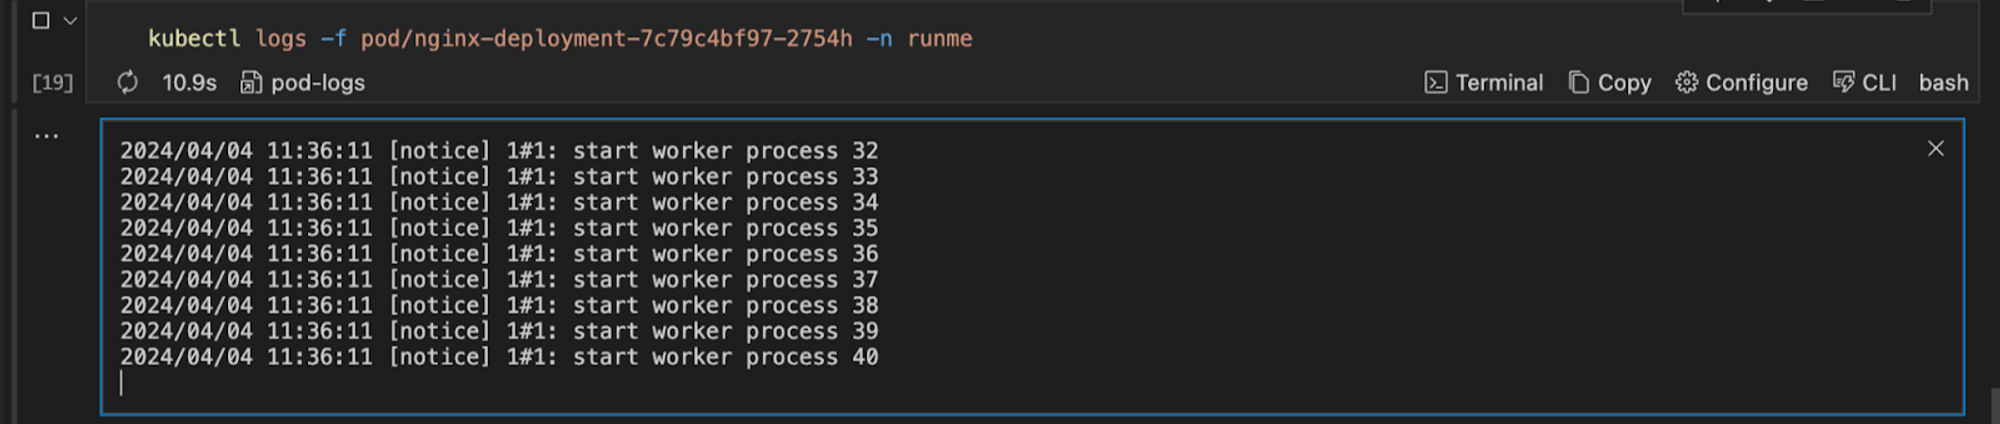 kubectl logs -f pod/nginx-deployment-7c79c4bf97-2754h -n runme
[19] 10.9s pod-logs Terminal Copy Configure CLI bash
...
2024/04/04 11:36:11 [notice] 1#1: start worker process 32
2024/04/04 11:36:11 [notice] 1#1: start worker process 33
2024/04/04 11:36:11 [notice] 1#1: start worker process 34
2024/04/04 11:36:11 [notice] 1#1: start worker process 35
2024/04/04 11:36:11 [notice] 1#1: start worker process 36
2024/04/04 11:36:11 [notice] 1#1: start worker process 37
2024/04/04 11:36:11 [notice] 1#1: start worker process 38
2024/04/04 11:36:11 [notice] 1#1: start worker process 39
2024/04/04 11:36:11 [notice] 1#1: start worker process 40